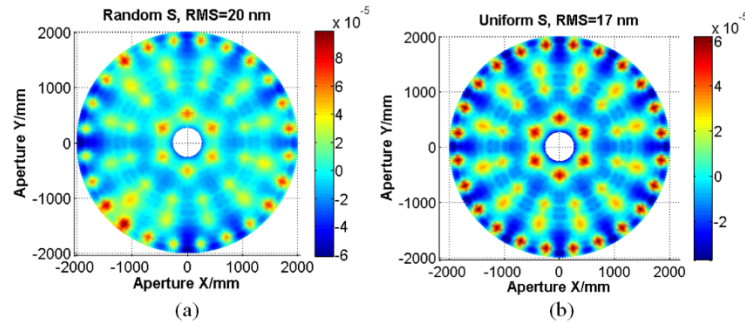 Random S, RMS=20 nm
x 10⁻⁵
Aperture Y/mm
2000
1000
0
-1000
-2000
-2000 -1000 0 1000 2000
Aperture X/mm
8
6
4
2
0
-2
-4
-6
(a)
Uniform S, RMS=17 nm
x 10⁻⁵
Aperture Y/mm
2000
1000
0
-1000
-2000
-2000 -1000 0 1000 2000
Aperture X/mm
6
4
2
0
-2
(b)